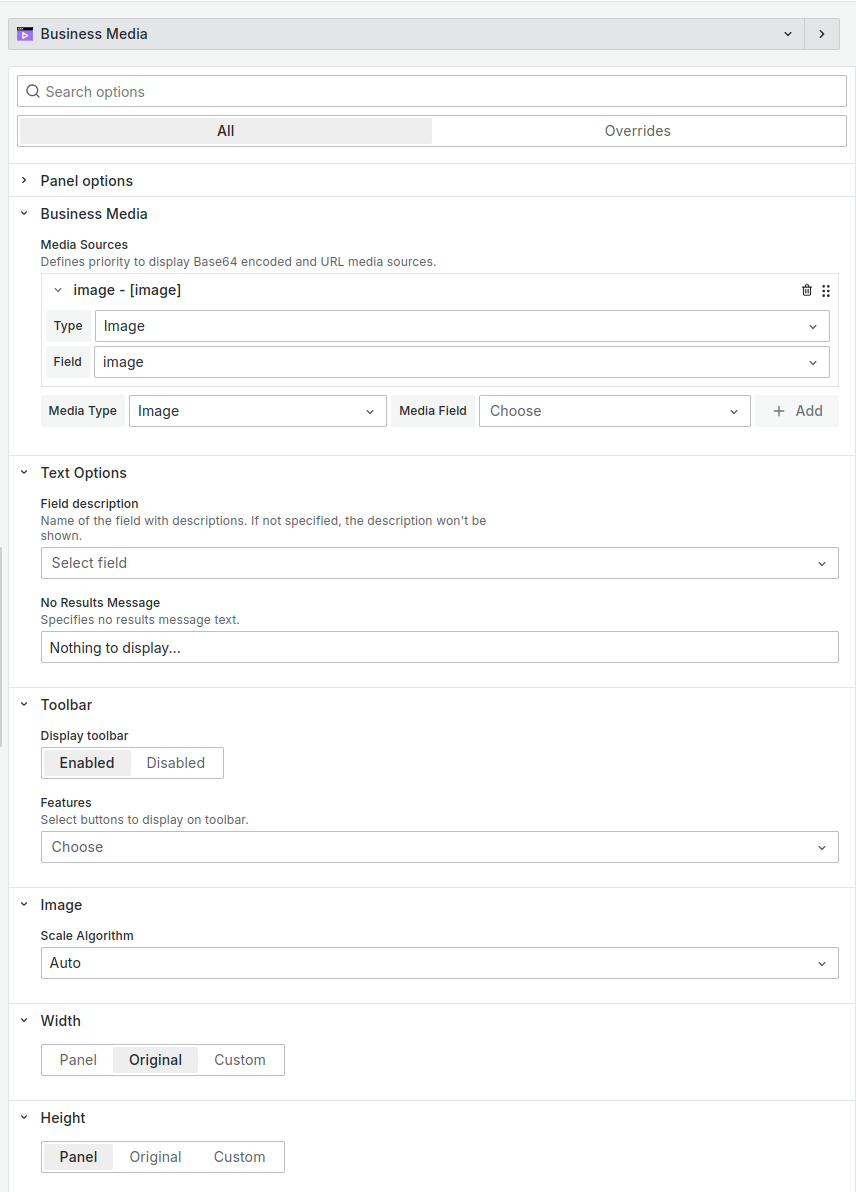 Business Media
Search options
All Overrides
Panel options
Business Media
Media Sources
Defines priority to display Base64 encoded and URL media sources.
image - [image]
Type Image
Field image
Media Type Image Media Field Choose + Add
Text Options
Field description
Name of the field with descriptions. If not specified, the description won't be
shown.
Select field
No Results Message
Specifies no results message text.
Nothing to display...
Toolbar
Display toolbar
Enabled Disabled
Features
Select buttons to display on toolbar.
Choose
Image
Scale Algorithm
Auto
Width
Panel Original Custom
Height
Panel Original Custom